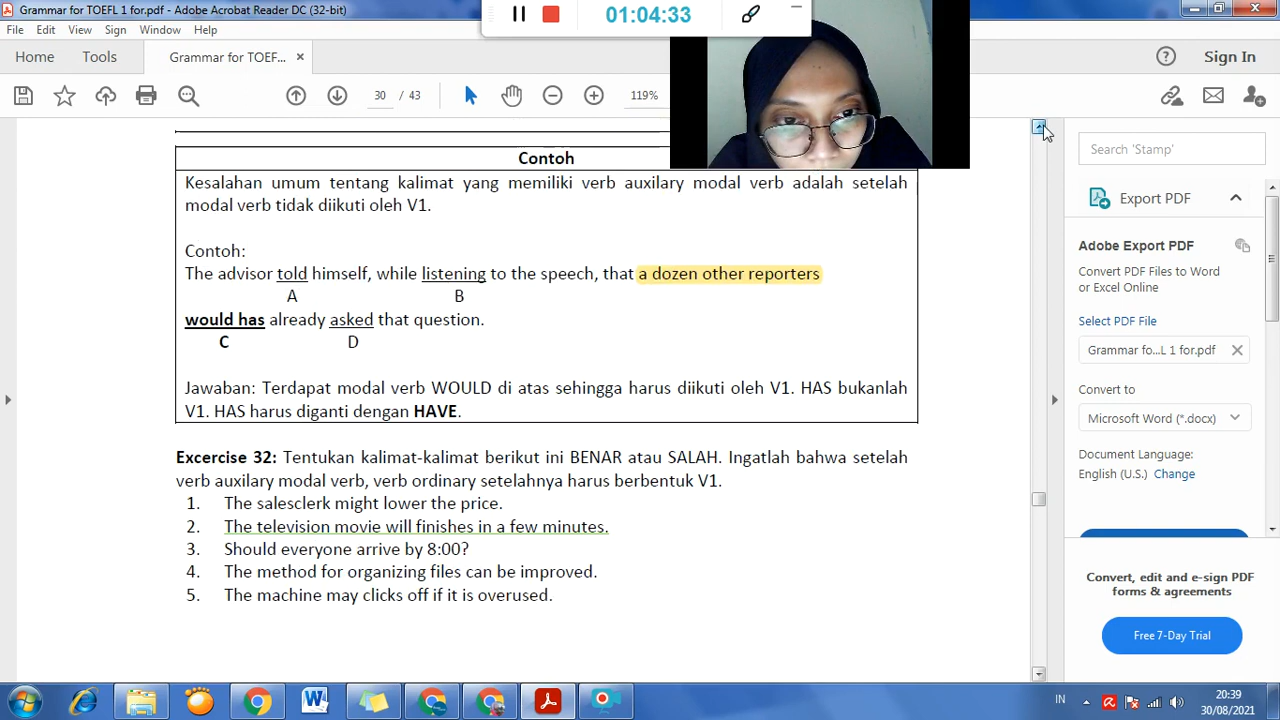 Grammar for TOEFL 1 for.pdf - Adobe Acrobat Reader DC (32-bit)
01:04:33
File Edit View Sign Window Help
Home Tools Grammar for TOEF... × Sign In
30 / 43 119%
Contoh
Kesalahan umum tentang kalimat yang memiliki verb auxilary modal verb adalah setelah
modal verb tidak diikuti oleh V1.
Contoh:
The advisor told himself, while listening to the speech, that a dozen other reporters
A B
would has already asked that question.
C D
Jawaban: Terdapat modal verb WOULD di atas sehingga harus diikuti oleh V1. HAS bukanlah
V1. HAS harus diganti dengan HAVE.
Excercise 32: Tentukan kalimat-kalimat berikut ini BENAR atau SALAH. Ingatlah bahwa setelah
verb auxilary modal verb, verb ordinary setelahnya harus berbentuk V1.
1. The salesclerk might lower the price.
2. The television movie will finishes in a few minutes.
3. Should everyone arrive by 8:00?
4. The method for organizing files can be improved.
5. The machine may clicks off if it is overused.
Search 'Stamp'
Export PDF
Adobe Export PDF
Convert PDF Files to Word
or Excel Online
Select PDF File
Grammar fo...L 1 for.pdf
Convert to
Microsoft Word (*.docx)
Document Language:
English (U.S.) Change
Convert, edit and e-sign PDF
forms & agreements
Free 7-Day Trial
IN
20:39
30/08/2021